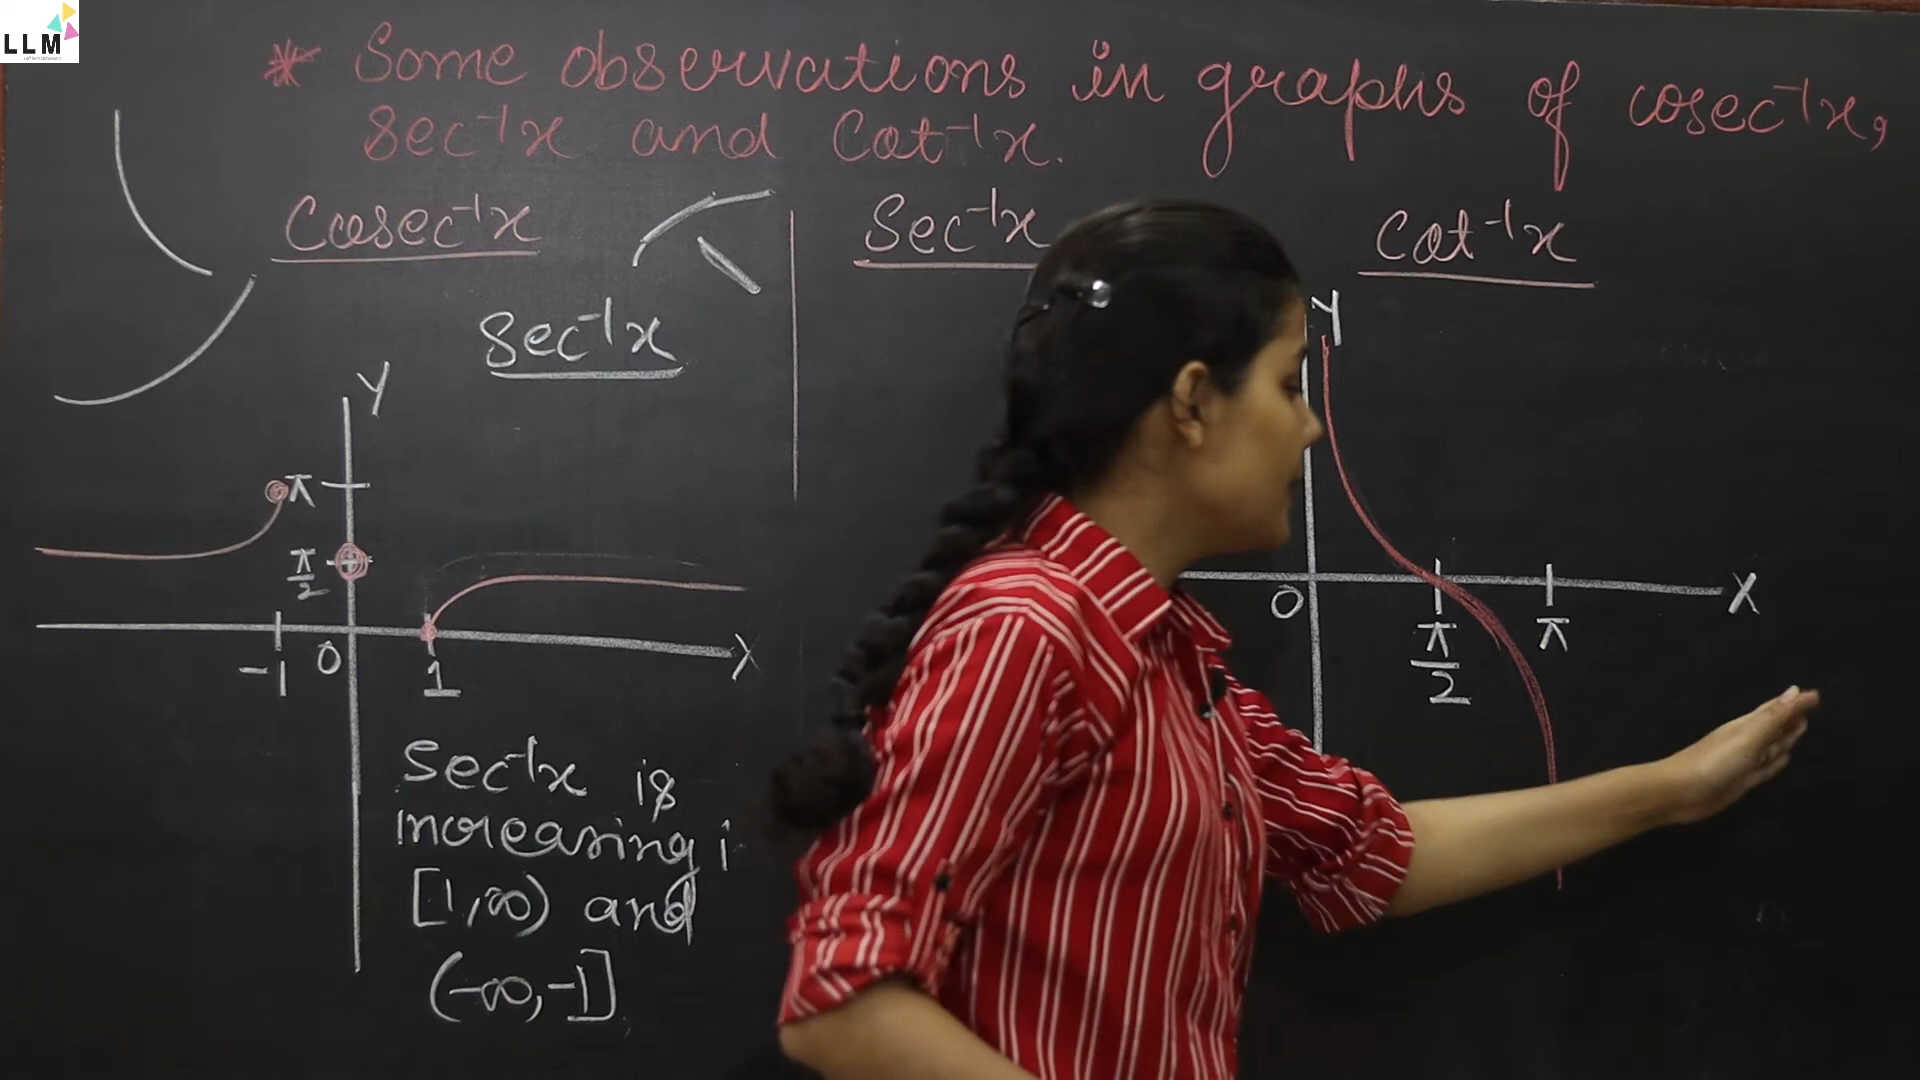 LLM
* Some observations in graphs of cosec⁻¹x,
sec⁻¹x and Cot⁻¹x.
Cosec⁻¹x
Sec⁻¹x
Cot⁻¹x
Sec⁻¹x
Y
π
π/2
-1 0 1 X
Sec⁻¹x is
increasing i
[1,∞) and
(-∞,-1]
Y
0 π/2 π X